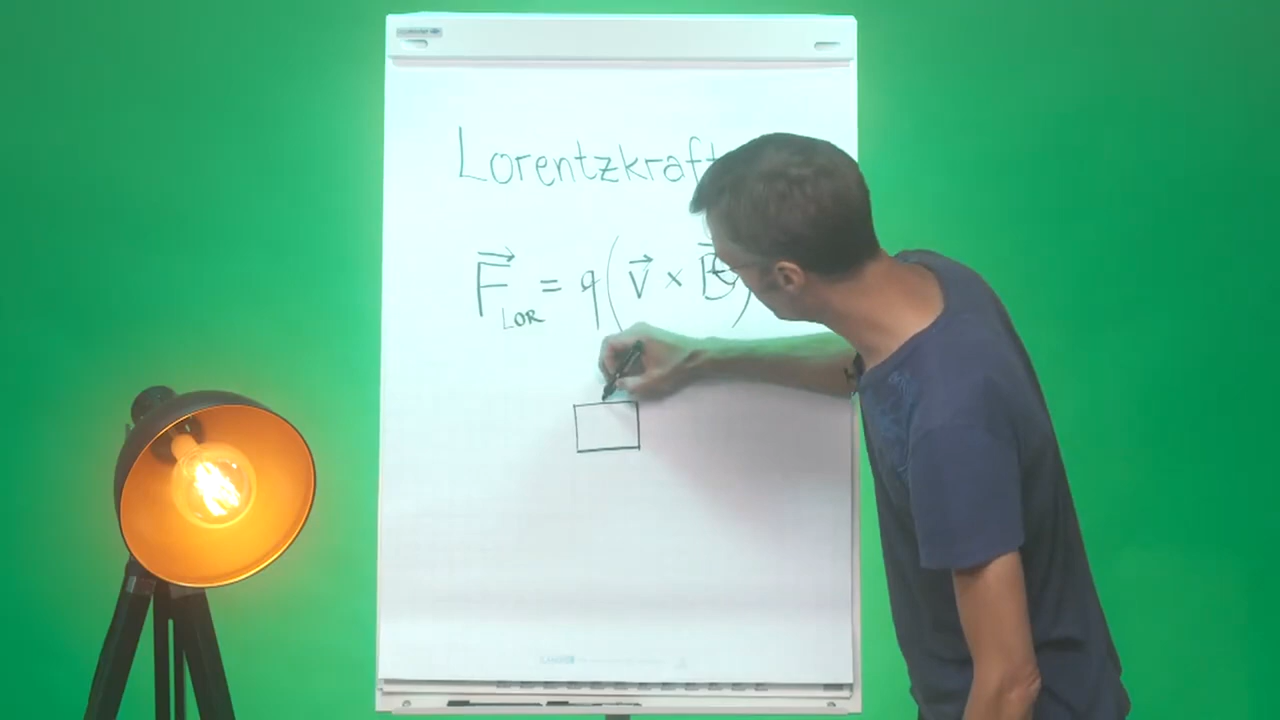 Lorentzkraft
F⃗ LOR = q(v⃗ × B⃗)